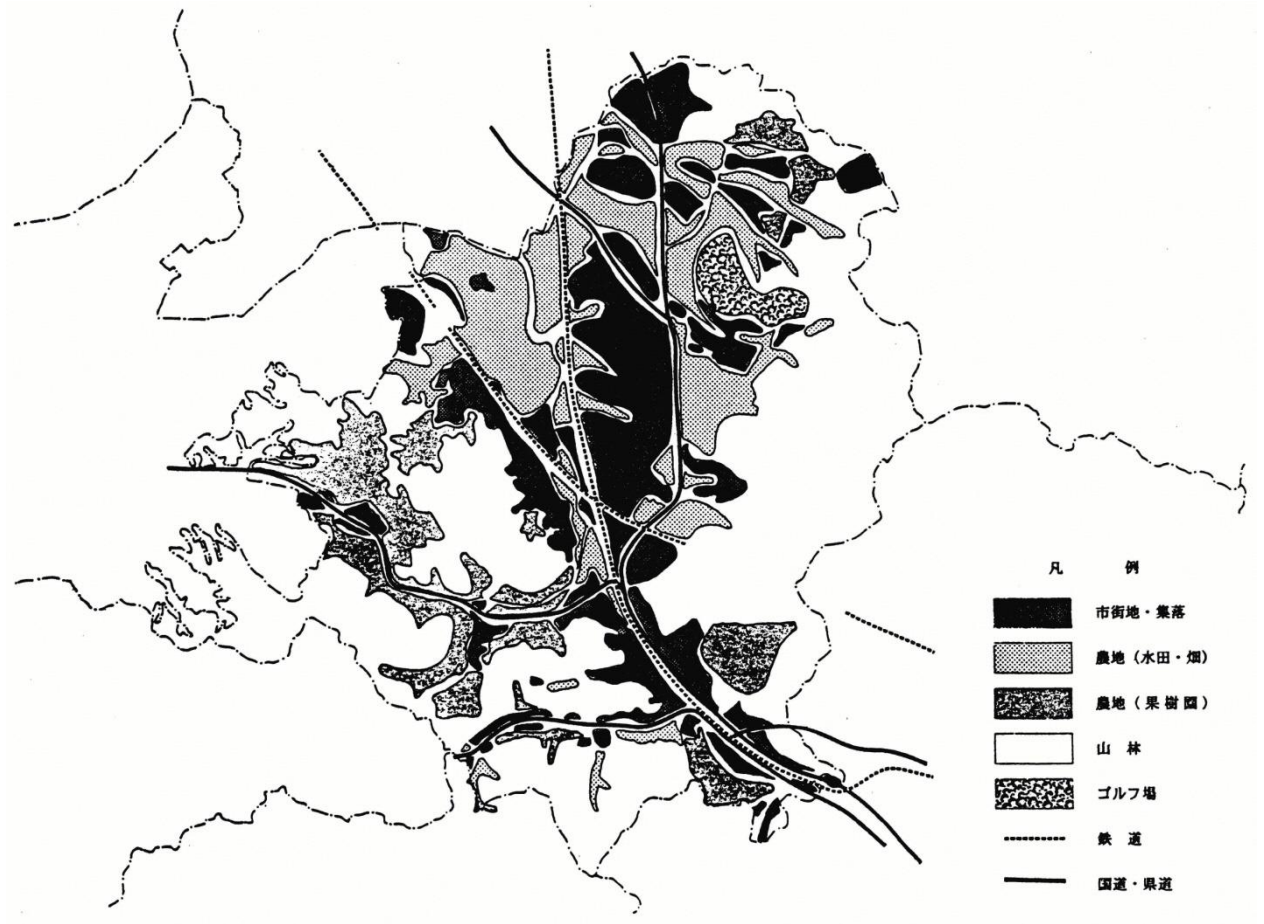 凡 例
市街地・集落
農地（水田・畑）
農地（果樹園）
山林
ゴルフ場
鉄道
国道・県道